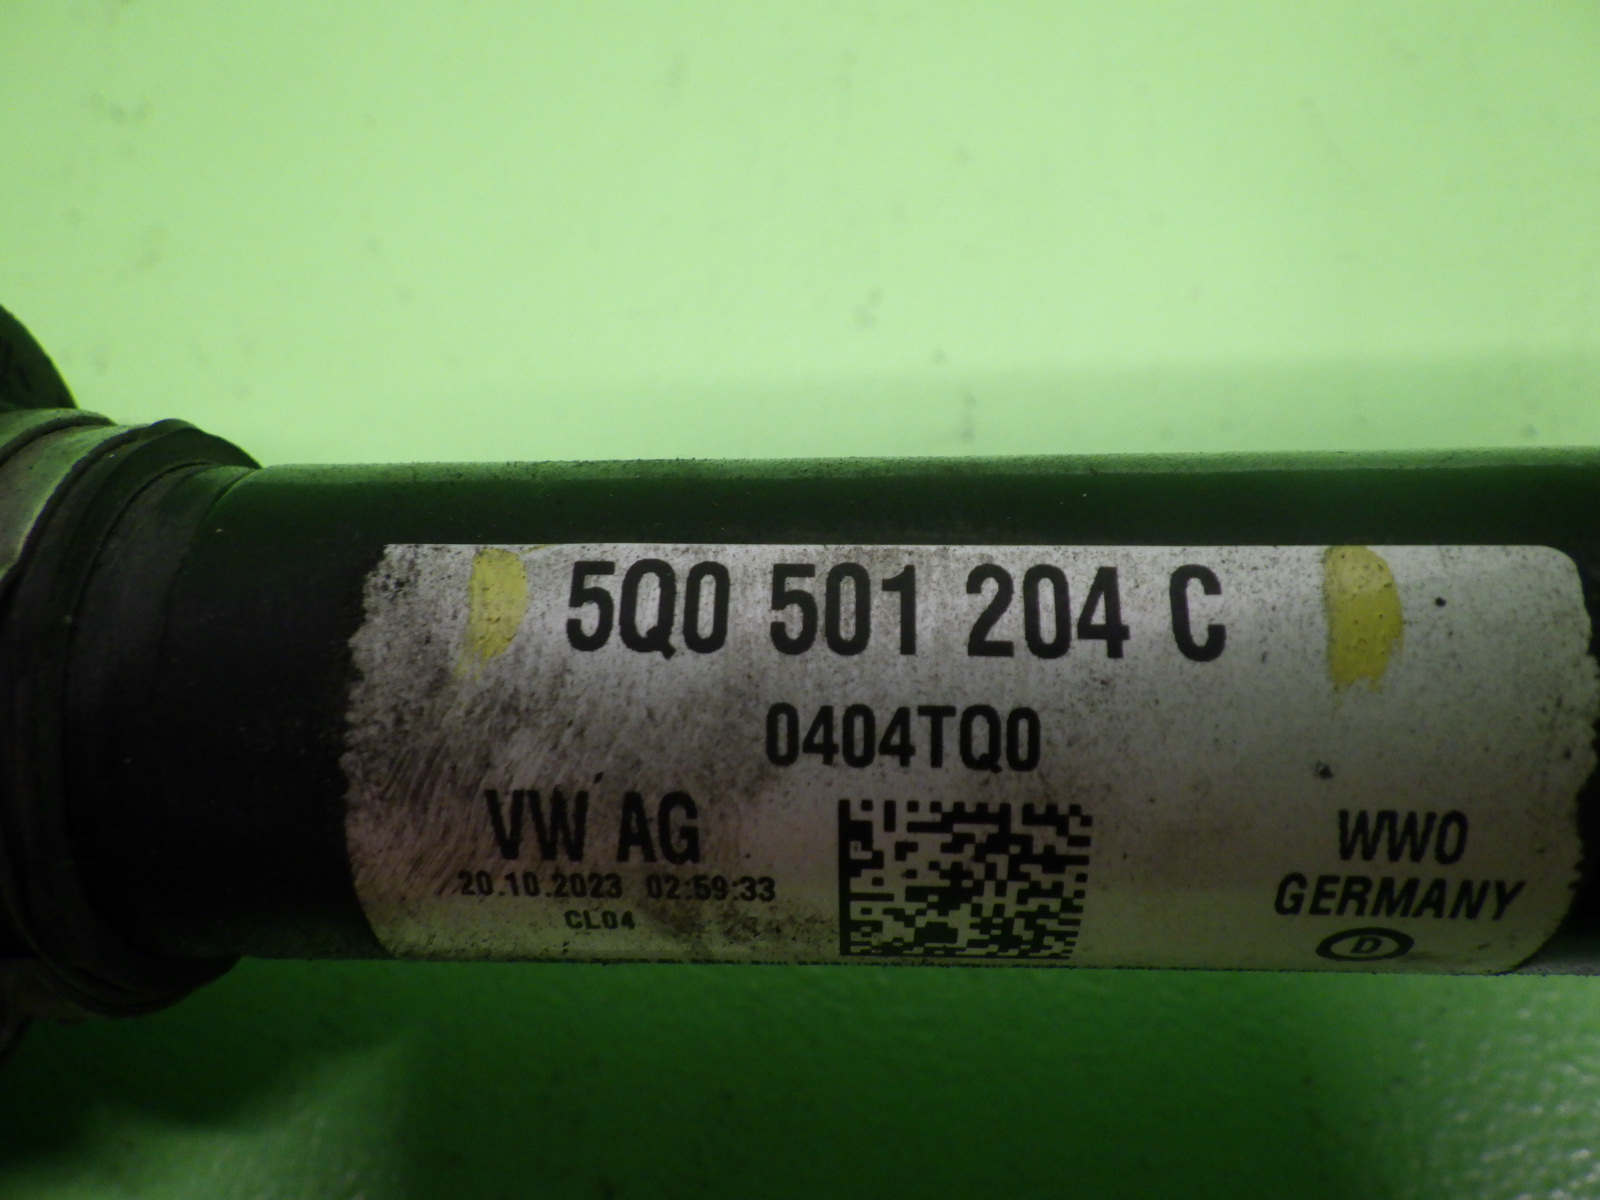 5Q0 501 204 C
0404TQ0
VW AG
20.10.2023 02:59:33
CL04
WWO
GERMANY
D